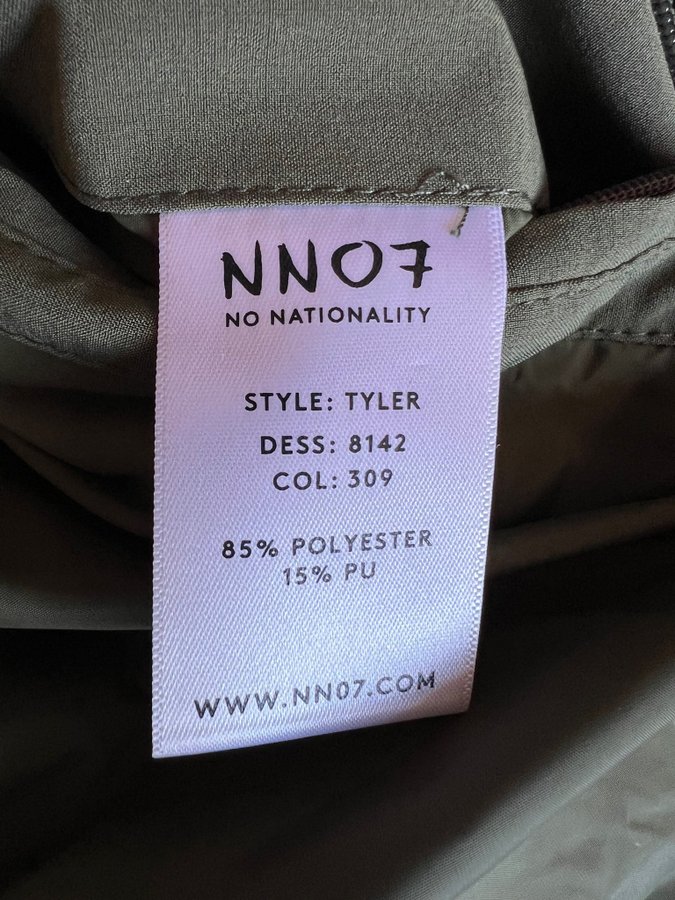 NN07
NO NATIONALITY
STYLE: TYLER
DESS: 8142
COL: 309
85% POLYESTER
15% PU
WWW.NN07.COM